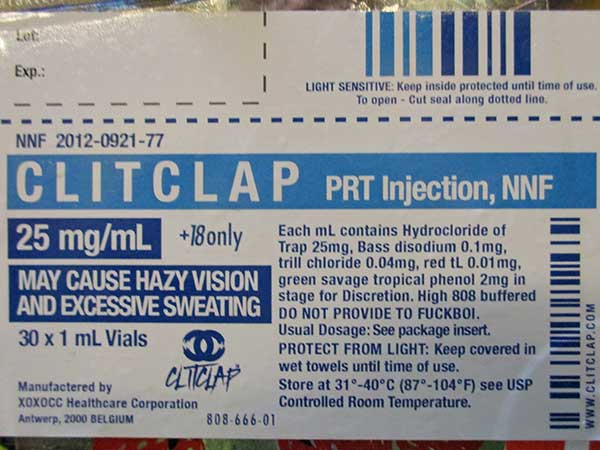 Lot:
Exp.:
LIGHT SENSITIVE: Keep inside protected until time of use.
To open - Cut seal along dotted line.
NNF 2012-0921-77
CLITCLAP PRT Injection, NNF
25 mg/mL
+18 only
MAY CAUSE HAZY VISION
AND EXCESSIVE SWEATING
30 x 1 mL Vials
CLITCLAP
Manufactered by
XOXOCC Healthcare Corporation
Antwerp, 2000 BELGIUM
808-666-01
Each mL contains Hydrocloride of
Trap 25mg, Bass disodium 0.1mg,
trill chloride 0.04mg, red tL 0.01mg,
green savage tropical phenol 2mg in
stage for Discretion. High 808 buffered
DO NOT PROVIDE TO FUCKBOI.
Usual Dosage: See package insert.
PROTECT FROM LIGHT: Keep covered in
wet towels until time of use.
Store at 31°-40°C (87°-104°F) see USP
Controlled Room Temperature.
WWW.CLITCLAP.COM